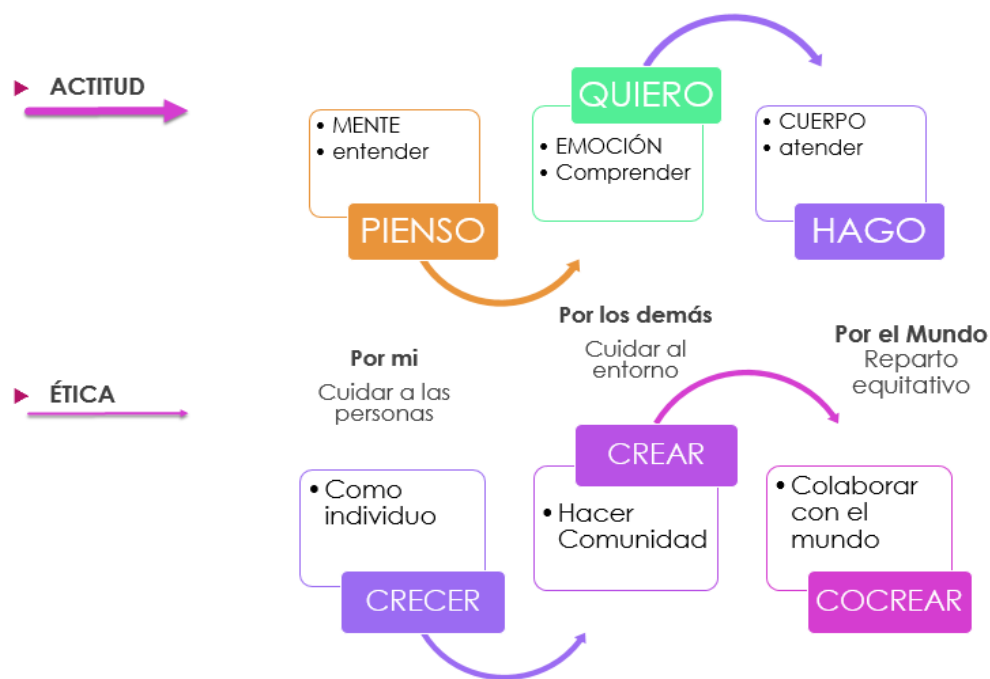 ACTITUD
• MENTE
• entender
PIENSO
QUIERO
• EMOCIÓN
• Comprender
• CUERPO
• atender
HAGO
ÉTICA
Por mi
Cuidar a las
personas
Por los demás
Cuidar al
entorno
Por el Mundo
Reparto
equitativo
• Como
individuo
CRECER
CREAR
• Hacer
Comunidad
• Colaborar
con el
mundo
COCREAR